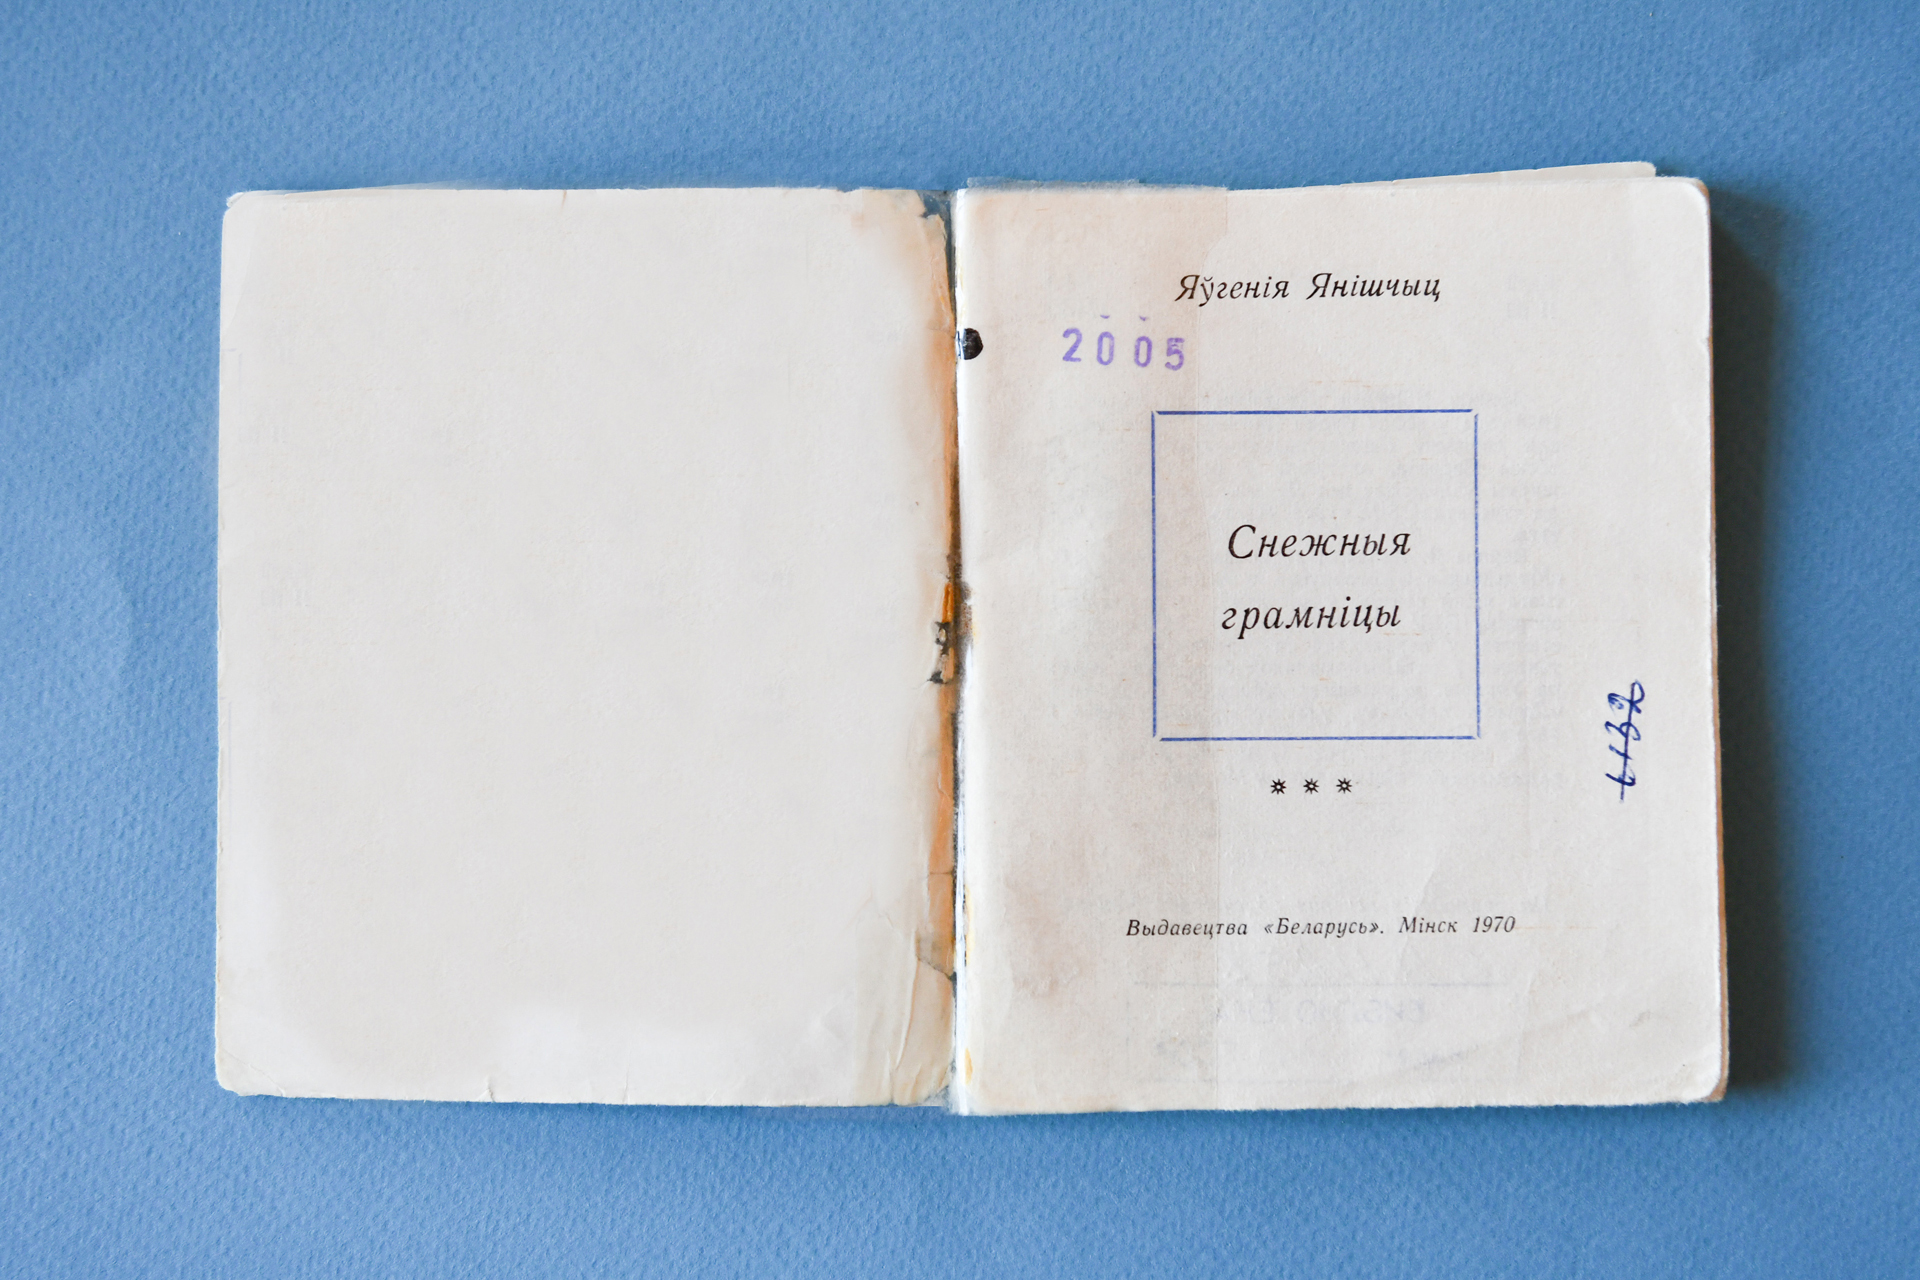 Яўгенія Янішчыц
2005
Снежныя
грамніцы
* * *
Выдавецтва «Беларусь». Мінск 1970